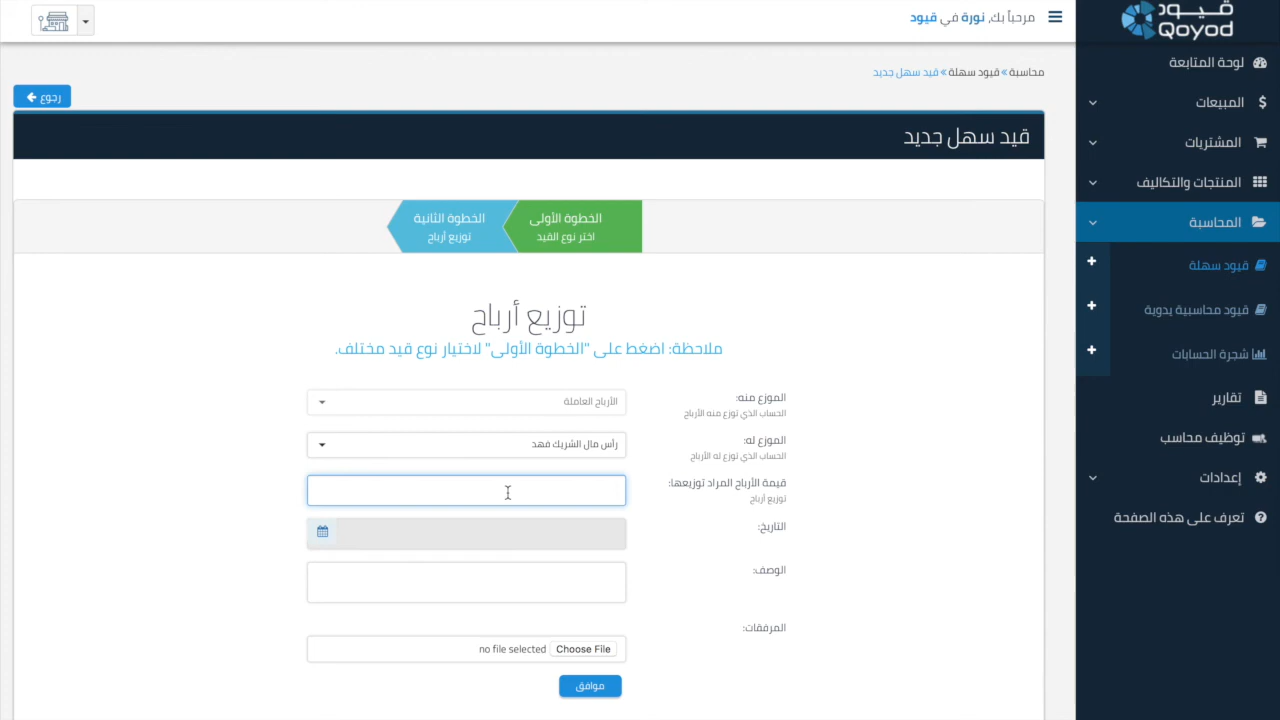 مرحباً بك، نورة في قيود
قيود
Qoyod
لوحة المتابعة
المبيعات
المشتريات
المنتجات والتكاليف
المحاسبة
قيود سهلة
قيود محاسبية يدوية
شجرة الحسابات
تقارير
توظيف محاسب
إعدادات
تعرف على هذه الصفحة
محاسبة » قيود سهلة » قيد سهل جديد
رجوع
قيد سهل جديد
الخطوة الأولى
اختر نوع القيد
الخطوة الثانية
توزيع أرباح
توزيع أرباح
ملاحظة: اضغط على "الخطوة الأولى" لاختيار نوع قيد مختلف.
الموزع منه:
الحساب الذي توزع منه الأرباح
الأرباح العاملة
الموزع له:
الحساب الذي توزع له الأرباح
رأس مال الشريك فهد
قيمة الأرباح المراد توزيعها:
توزيع أرباح
التاريخ:
الوصف:
المرفقات:
Choose File no file selected
موافق